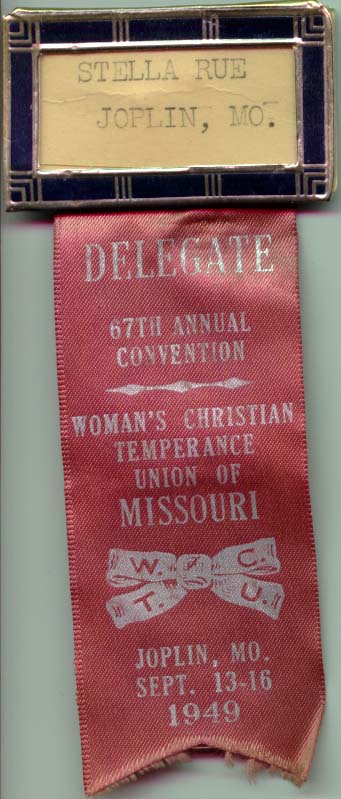 STELLA RUE
JOPLIN, MO.
DELEGATE
67TH ANNUAL
CONVENTION
WOMAN'S CHRISTIAN
TEMPERANCE
UNION OF
MISSOURI
W. C.
T. U.
JOPLIN, MO.
SEPT. 13-16
1949